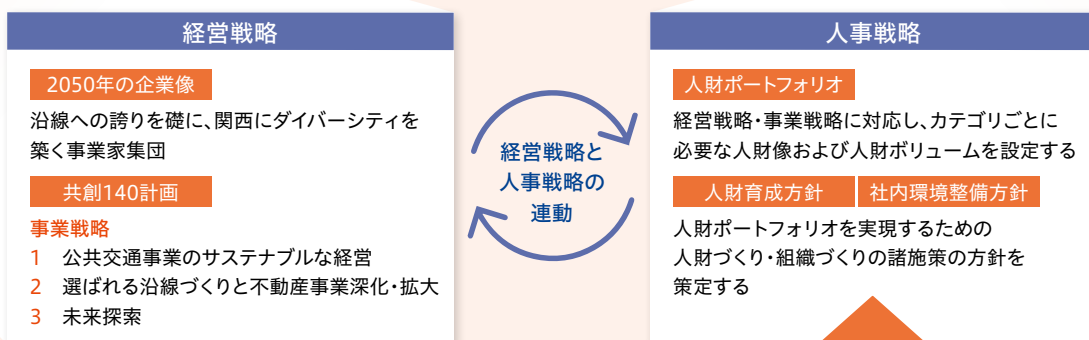 経営戦略
2050年の企業像
沿線への誇りを礎に、関西にダイバーシティを
築く事業家集団
共創140計画
事業戦略
1 公共交通事業のサステナブルな経営
2 選ばれる沿線づくりと不動産事業深化・拡大
3 未来探索
経営戦略と
人事戦略の
連動
人事戦略
人財ポートフォリオ
経営戦略・事業戦略に対応し、カテゴリごとに
必要な人財像および人財ボリュームを設定する
人財育成方針 社内環境整備方針
人財ポートフォリオを実現するための
人財づくり・組織づくりの諸施策の方針を
策定する